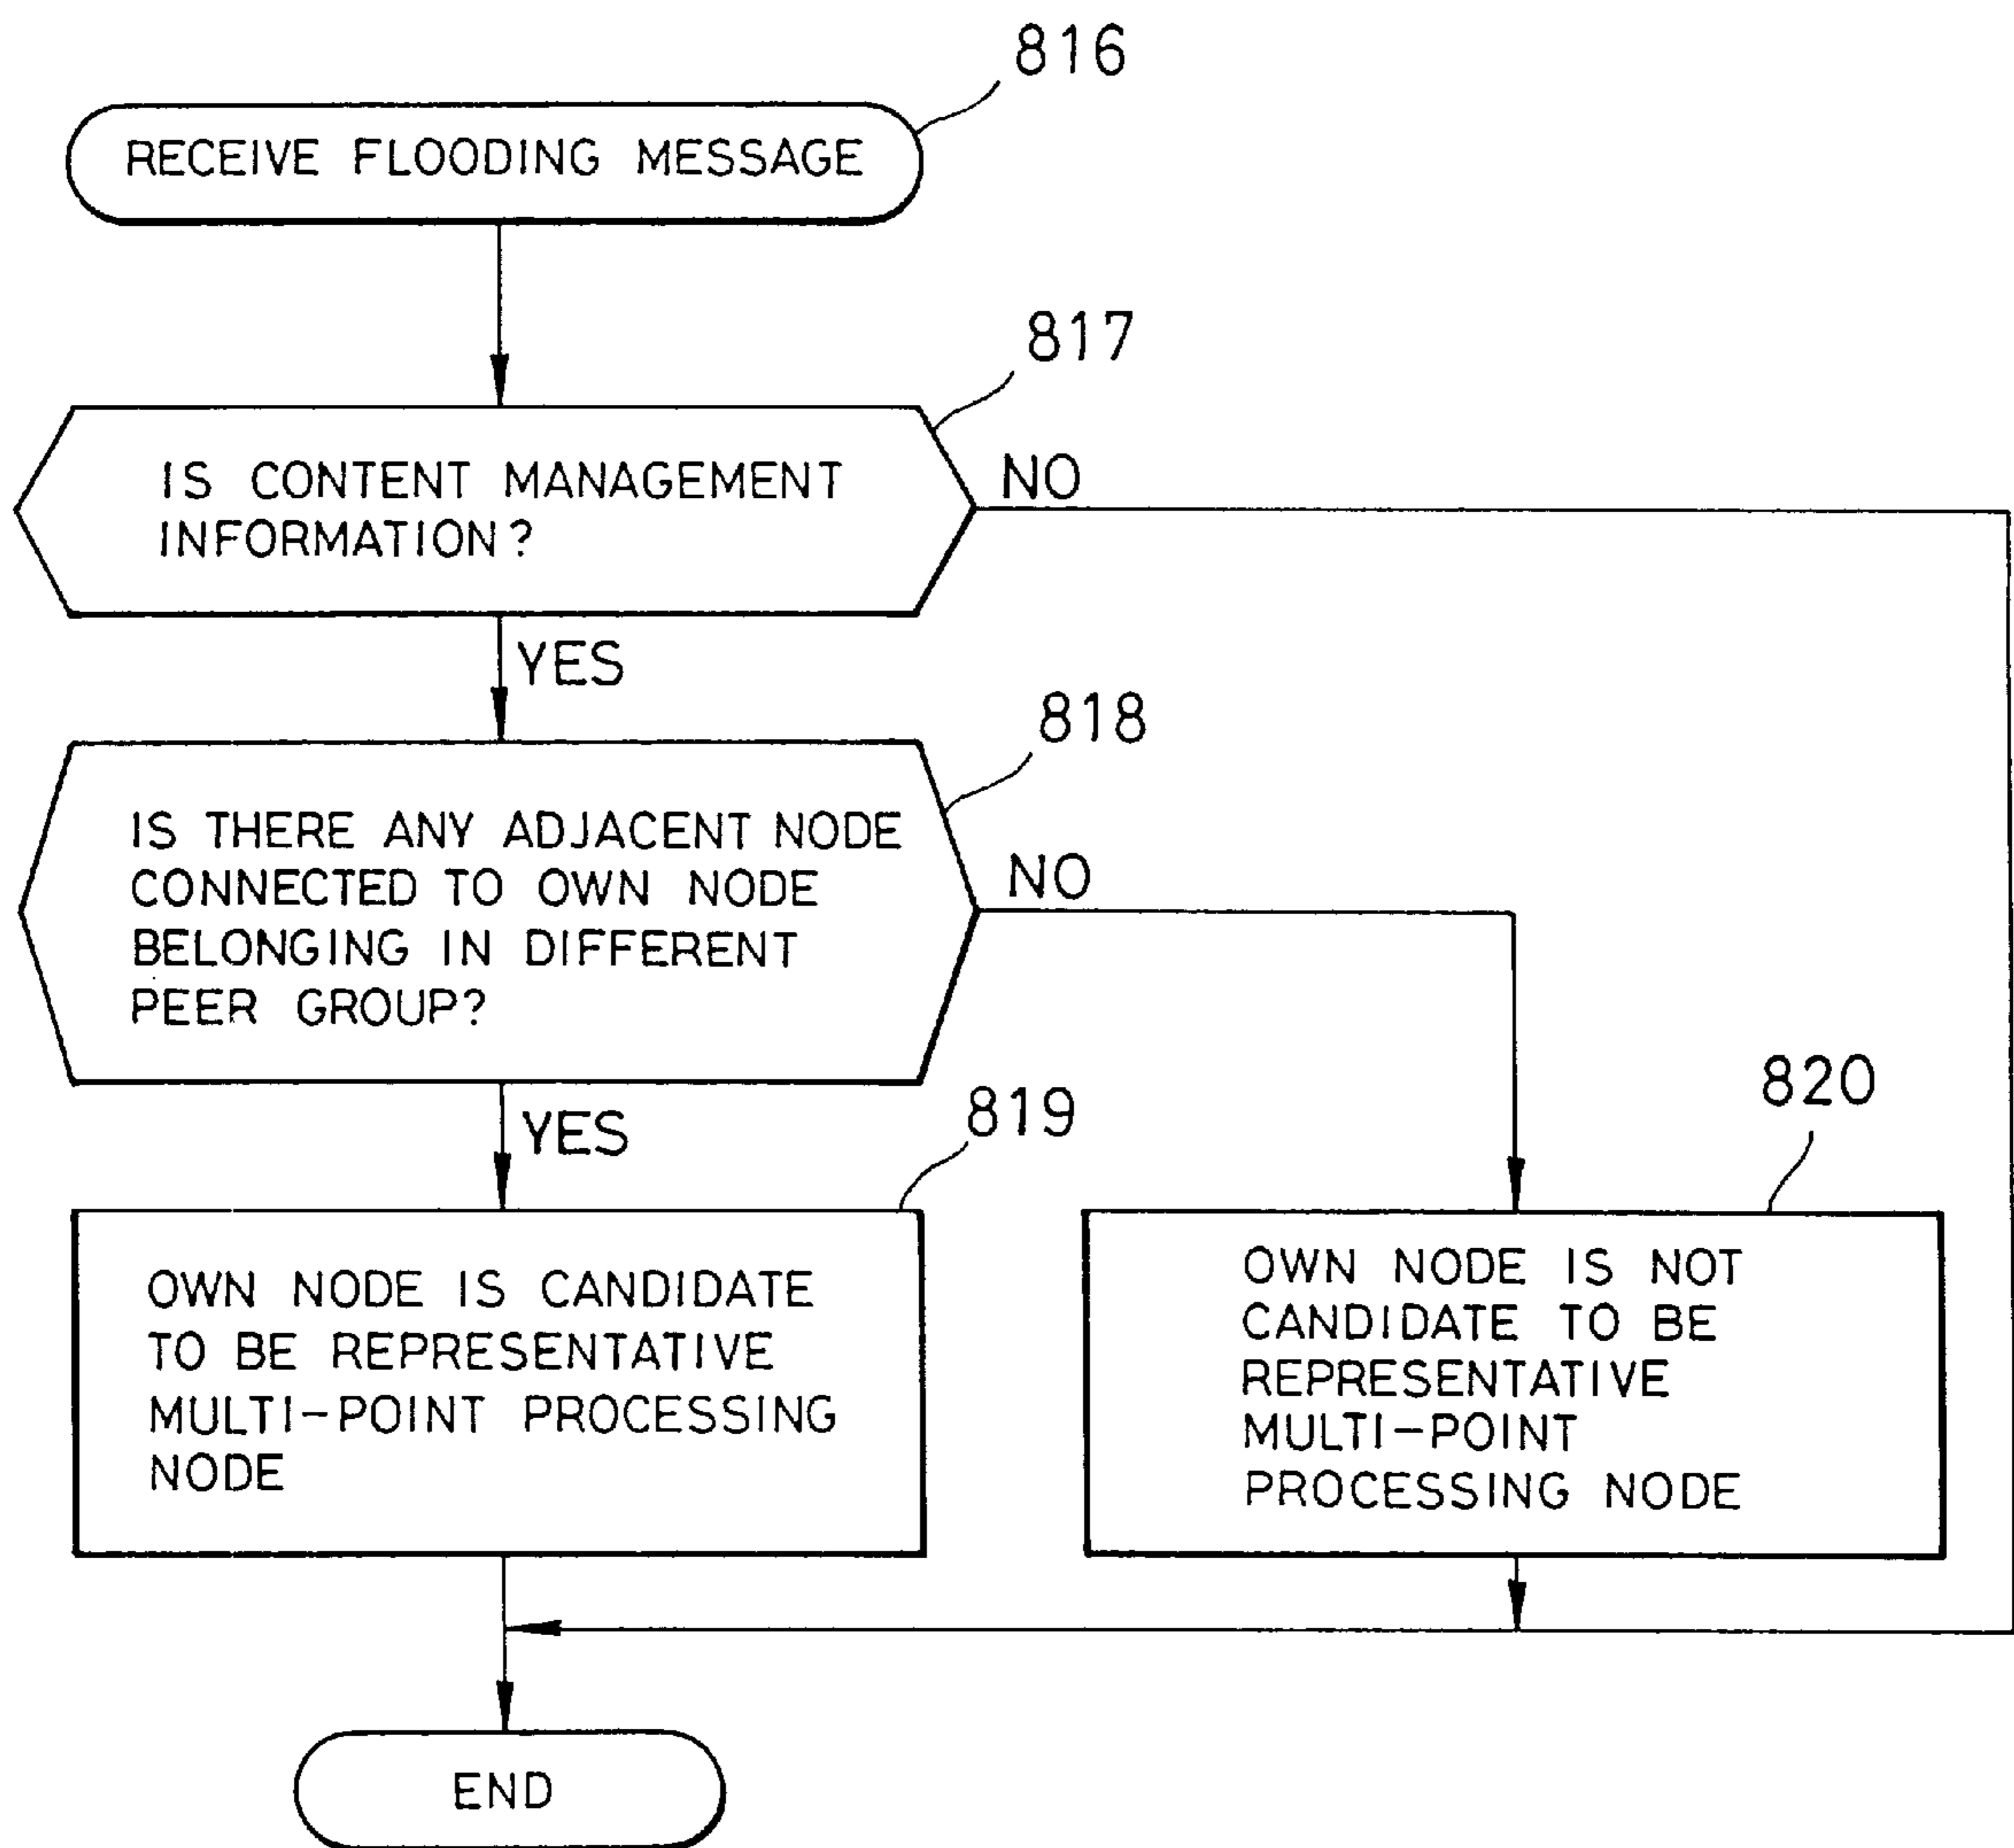 816
RECEIVE FLOODING MESSAGE
817
IS CONTENT MANAGEMENT
INFORMATION?
NO
YES
818
IS THERE ANY ADJACENT NODE
CONNECTED TO OWN NODE
BELONGING IN DIFFERENT
PEER GROUP?
NO
YES
819
OWN NODE IS CANDIDATE
TO BE REPRESENTATIVE
MULTI-POINT PROCESSING
NODE
820
OWN NODE IS NOT
CANDIDATE TO BE
REPRESENTATIVE
MULTI-POINT
PROCESSING NODE
END